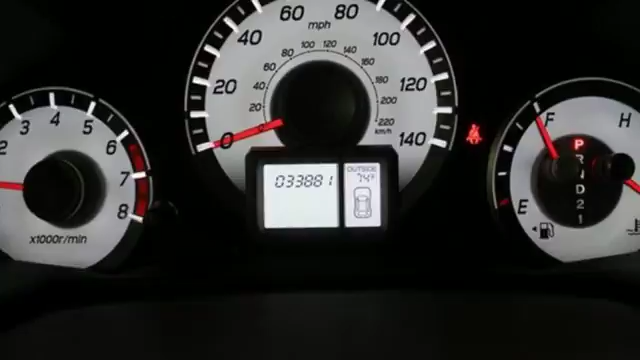 60 80
mph
40 100
20 120
0 140
80 100 120 140
60 160
40 180
20 200
220
km/h
2 3 4 5 6 7 8
x1000r/min
033881
OUTSIDE
74°
F
E
P
R
N
D
2
1
H